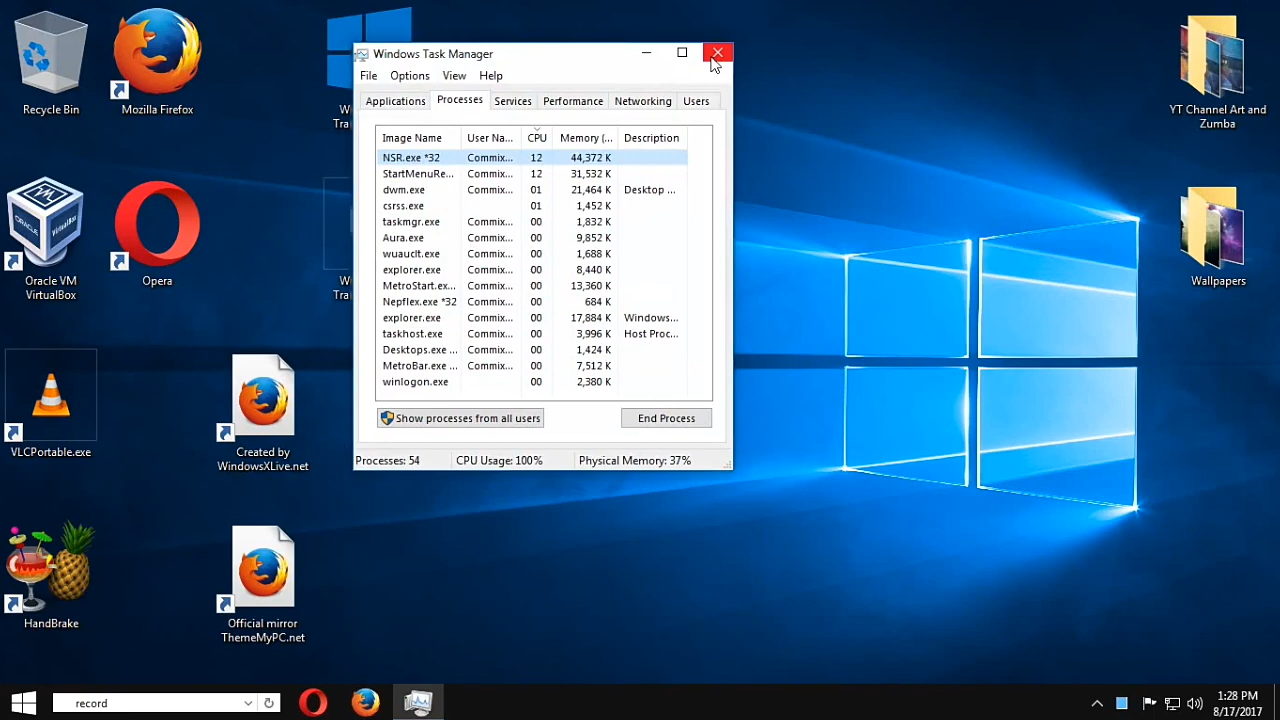 Recycle Bin
Mozilla Firefox
Oracle VM
VirtualBox
Opera
VLCPortable.exe
Created by
WindowsXLive.net
HandBrake
Official mirror
ThemeMyPC.net
Windows Task Manager
File Options View Help
Applications Processes Services Performance Networking Users
Image Name User Na... CPU Memory (... Description
NSR.exe *32 Commix... 12 44,372 K
StartMenuRe... Commix... 12 31,532 K
dwm.exe Commix... 01 21,464 K Desktop ...
csrss.exe 01 1,452 K
taskmgr.exe Commix... 00 1,832 K
Aura.exe Commix... 00 9,852 K
wuauclt.exe Commix... 00 1,688 K
explorer.exe Commix... 00 8,440 K
MetroStart.ex... Commix... 00 13,360 K
Nepflex.exe *32 Commix... 00 684 K
explorer.exe Commix... 00 17,884 K Windows...
taskhost.exe Commix... 00 3,996 K Host Proc...
Desktops.exe ... Commix... 00 1,424 K
MetroBar.exe ... Commix... 00 7,512 K
winlogon.exe 00 2,380 K
Show processes from all users End Process
Processes: 54 CPU Usage: 100% Physical Memory: 37%
YT Channel Art and
Zumba
Wallpapers
record
1:28 PM
8/17/2017